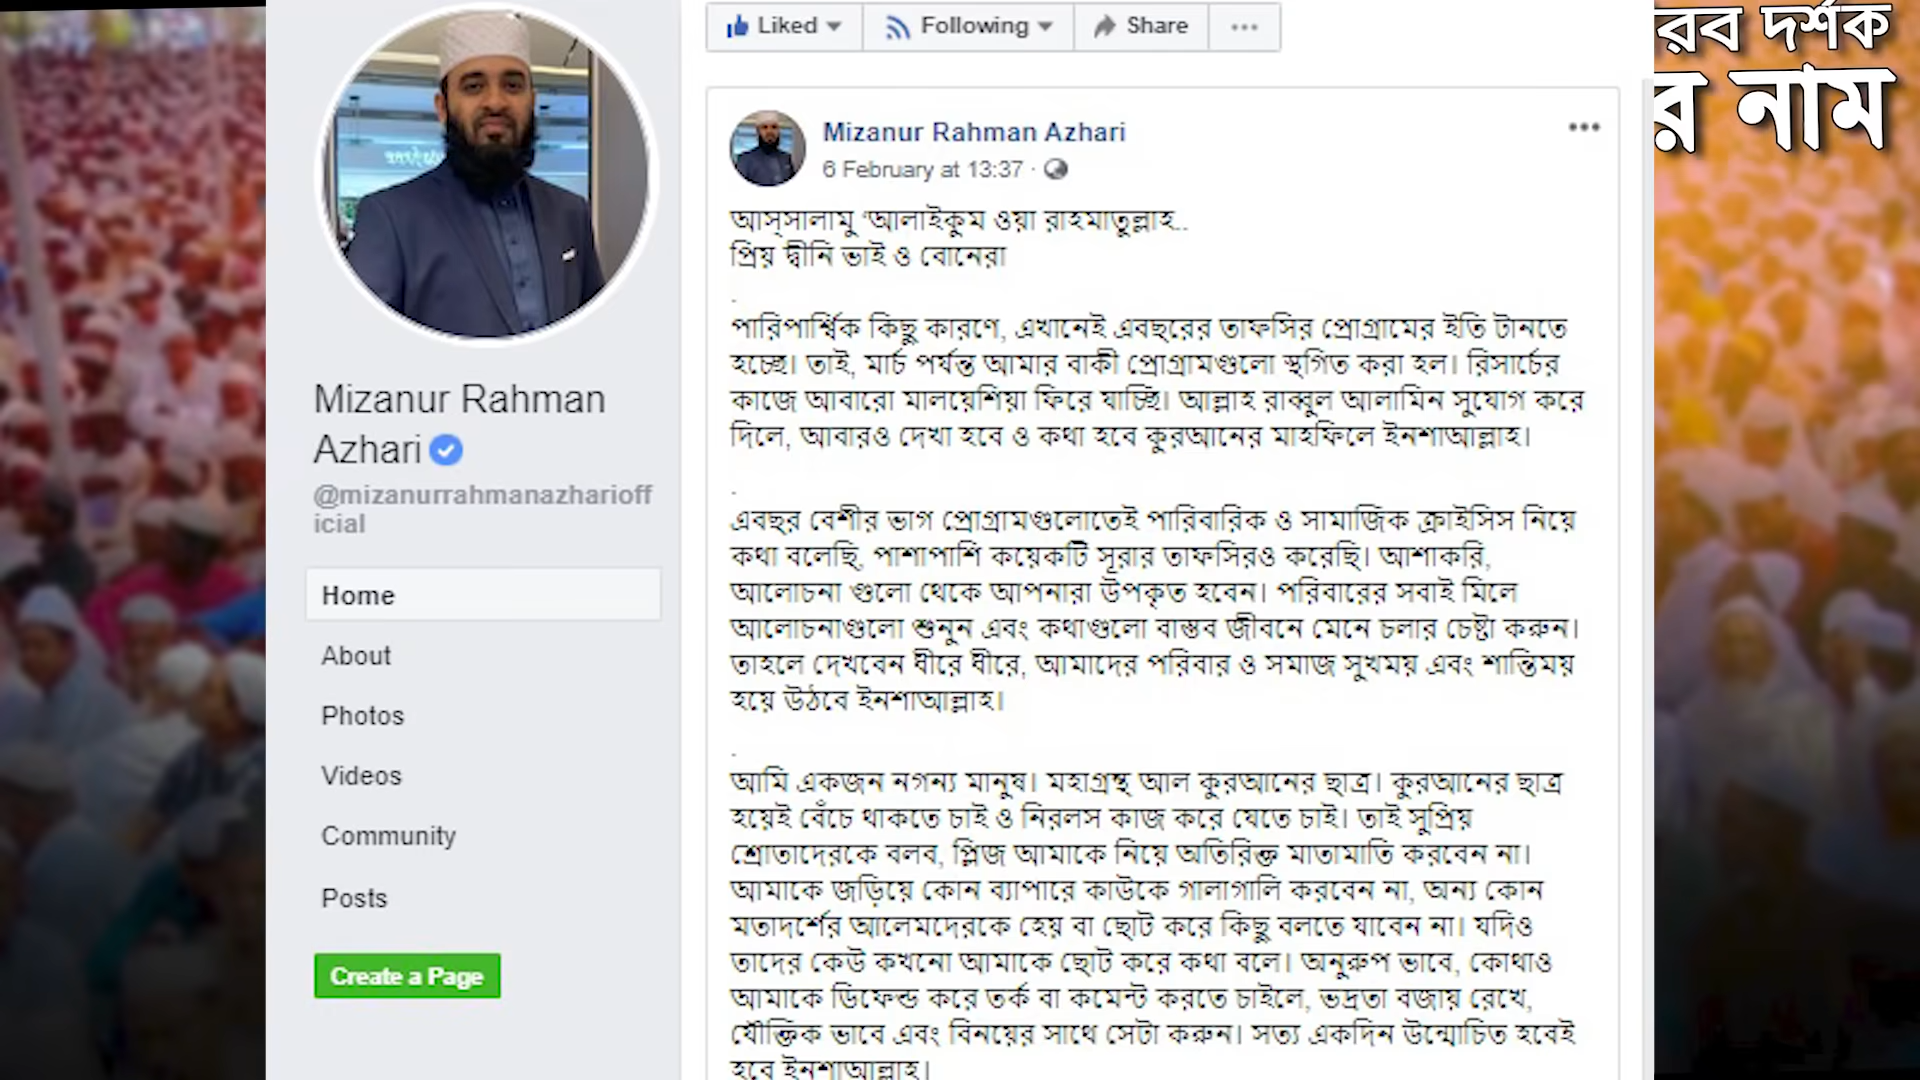 Liked Following Share
রব দর্শক
র নাম
Mizanur Rahman
Azhari
@mizanurrahmanazharioff
icial
Home
About
Photos
Videos
Community
Posts
Create a Page
Mizanur Rahman Azhari
6 February at 13:37 ·
আস্সালামু ‘আলাইকুম ওয়া রাহমাতুল্লাহ..
প্রিয় দ্বীনি ভাই ও বোনেরা
.
পারিপার্শ্বিক কিছু কারণে, এখানেই এবছরের তাফসির প্রোগ্রামের ইতি টানতে
হচ্ছে। তাই, মার্চ পর্যন্ত আমার বাকী প্রোগ্রামগুলো স্থগিত করা হল। রিসার্চের
কাজে আবারো মালয়েশিয়া ফিরে যাচ্ছি। আল্লাহ রাব্বুল আলামিন সুযোগ করে
দিলে, আবারও দেখা হবে ও কথা হবে কুরআনের মাহফিলে ইনশাআল্লাহ।
.
এবছর বেশীর ভাগ প্রোগ্রামগুলোতেই পারিবারিক ও সামাজিক ক্রাইসিস নিয়ে
কথা বলেছি, পাশাপাশি কয়েকটি সূরার তাফসিরও করেছি। আশাকরি,
আলোচনা গুলো থেকে আপনারা উপকৃত হবেন। পরিবারের সবাই মিলে
আলোচনাগুলো শুনুন এবং কথাগুলো বাস্তব জীবনে মেনে চলার চেষ্টা করুন।
তাহলে দেখবেন ধীরে ধীরে, আমাদের পরিবার ও সমাজ সুখময় এবং শান্তিময়
হয়ে উঠবে ইনশাআল্লাহ।
.
আমি একজন নগন্য মানুষ। মহাগ্রন্থ আল কুরআনের ছাত্র। কুরআনের ছাত্র
হয়েই বেঁচে থাকতে চাই ও নিরলস কাজ করে যেতে চাই। তাই সুপ্রিয়
শ্রোতাদেরকে বলব, প্লিজ আমাকে নিয়ে অতিরিক্ত মাতামাতি করবেন না।
আমাকে জড়িয়ে কোন ব্যাপারে কাউকে গালাগালি করবেন না, অন্য কোন
মতাদর্শের আলেমদেরকে হেয় বা ছোট করে কিছু বলতে যাবেন না। যদিও
তাদের কেউ কখনো আমাকে ছোট করে কথা বলে। অনুরুপ ভাবে, কোথাও
আমাকে ডিফেন্ড করে তর্ক বা কমেন্ট করতে চাইলে, ভদ্রতা বজায় রেখে,
যৌক্তিক ভাবে এবং বিনয়ের সাথে সেটা করুন। সত্য একদিন উন্মোচিত হবেই
হবে ইনশাআল্লাহ।